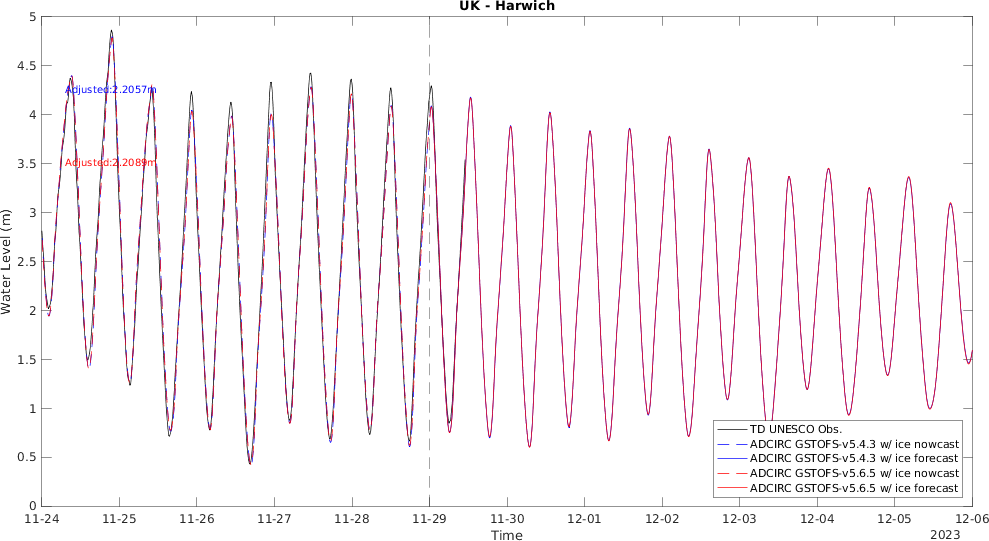 UK - Harwich
5
4.5
4
3.5
3
2.5
2
1.5
1
0.5
0
Water Level (m)
Adjusted:2.2057m
Adjusted:2.2089m
TD UNESCO Obs.
ADCIRC GSTOFS-v5.4.3 w/ ice nowcast
ADCIRC GSTOFS-v5.4.3 w/ ice forecast
ADCIRC GSTOFS-v5.6.5 w/ ice nowcast
ADCIRC GSTOFS-v5.6.5 w/ ice forecast
11-24 11-25 11-26 11-27 11-28 11-29 11-30 12-01 12-02 12-03 12-04 12-05 12-06
Time
2023